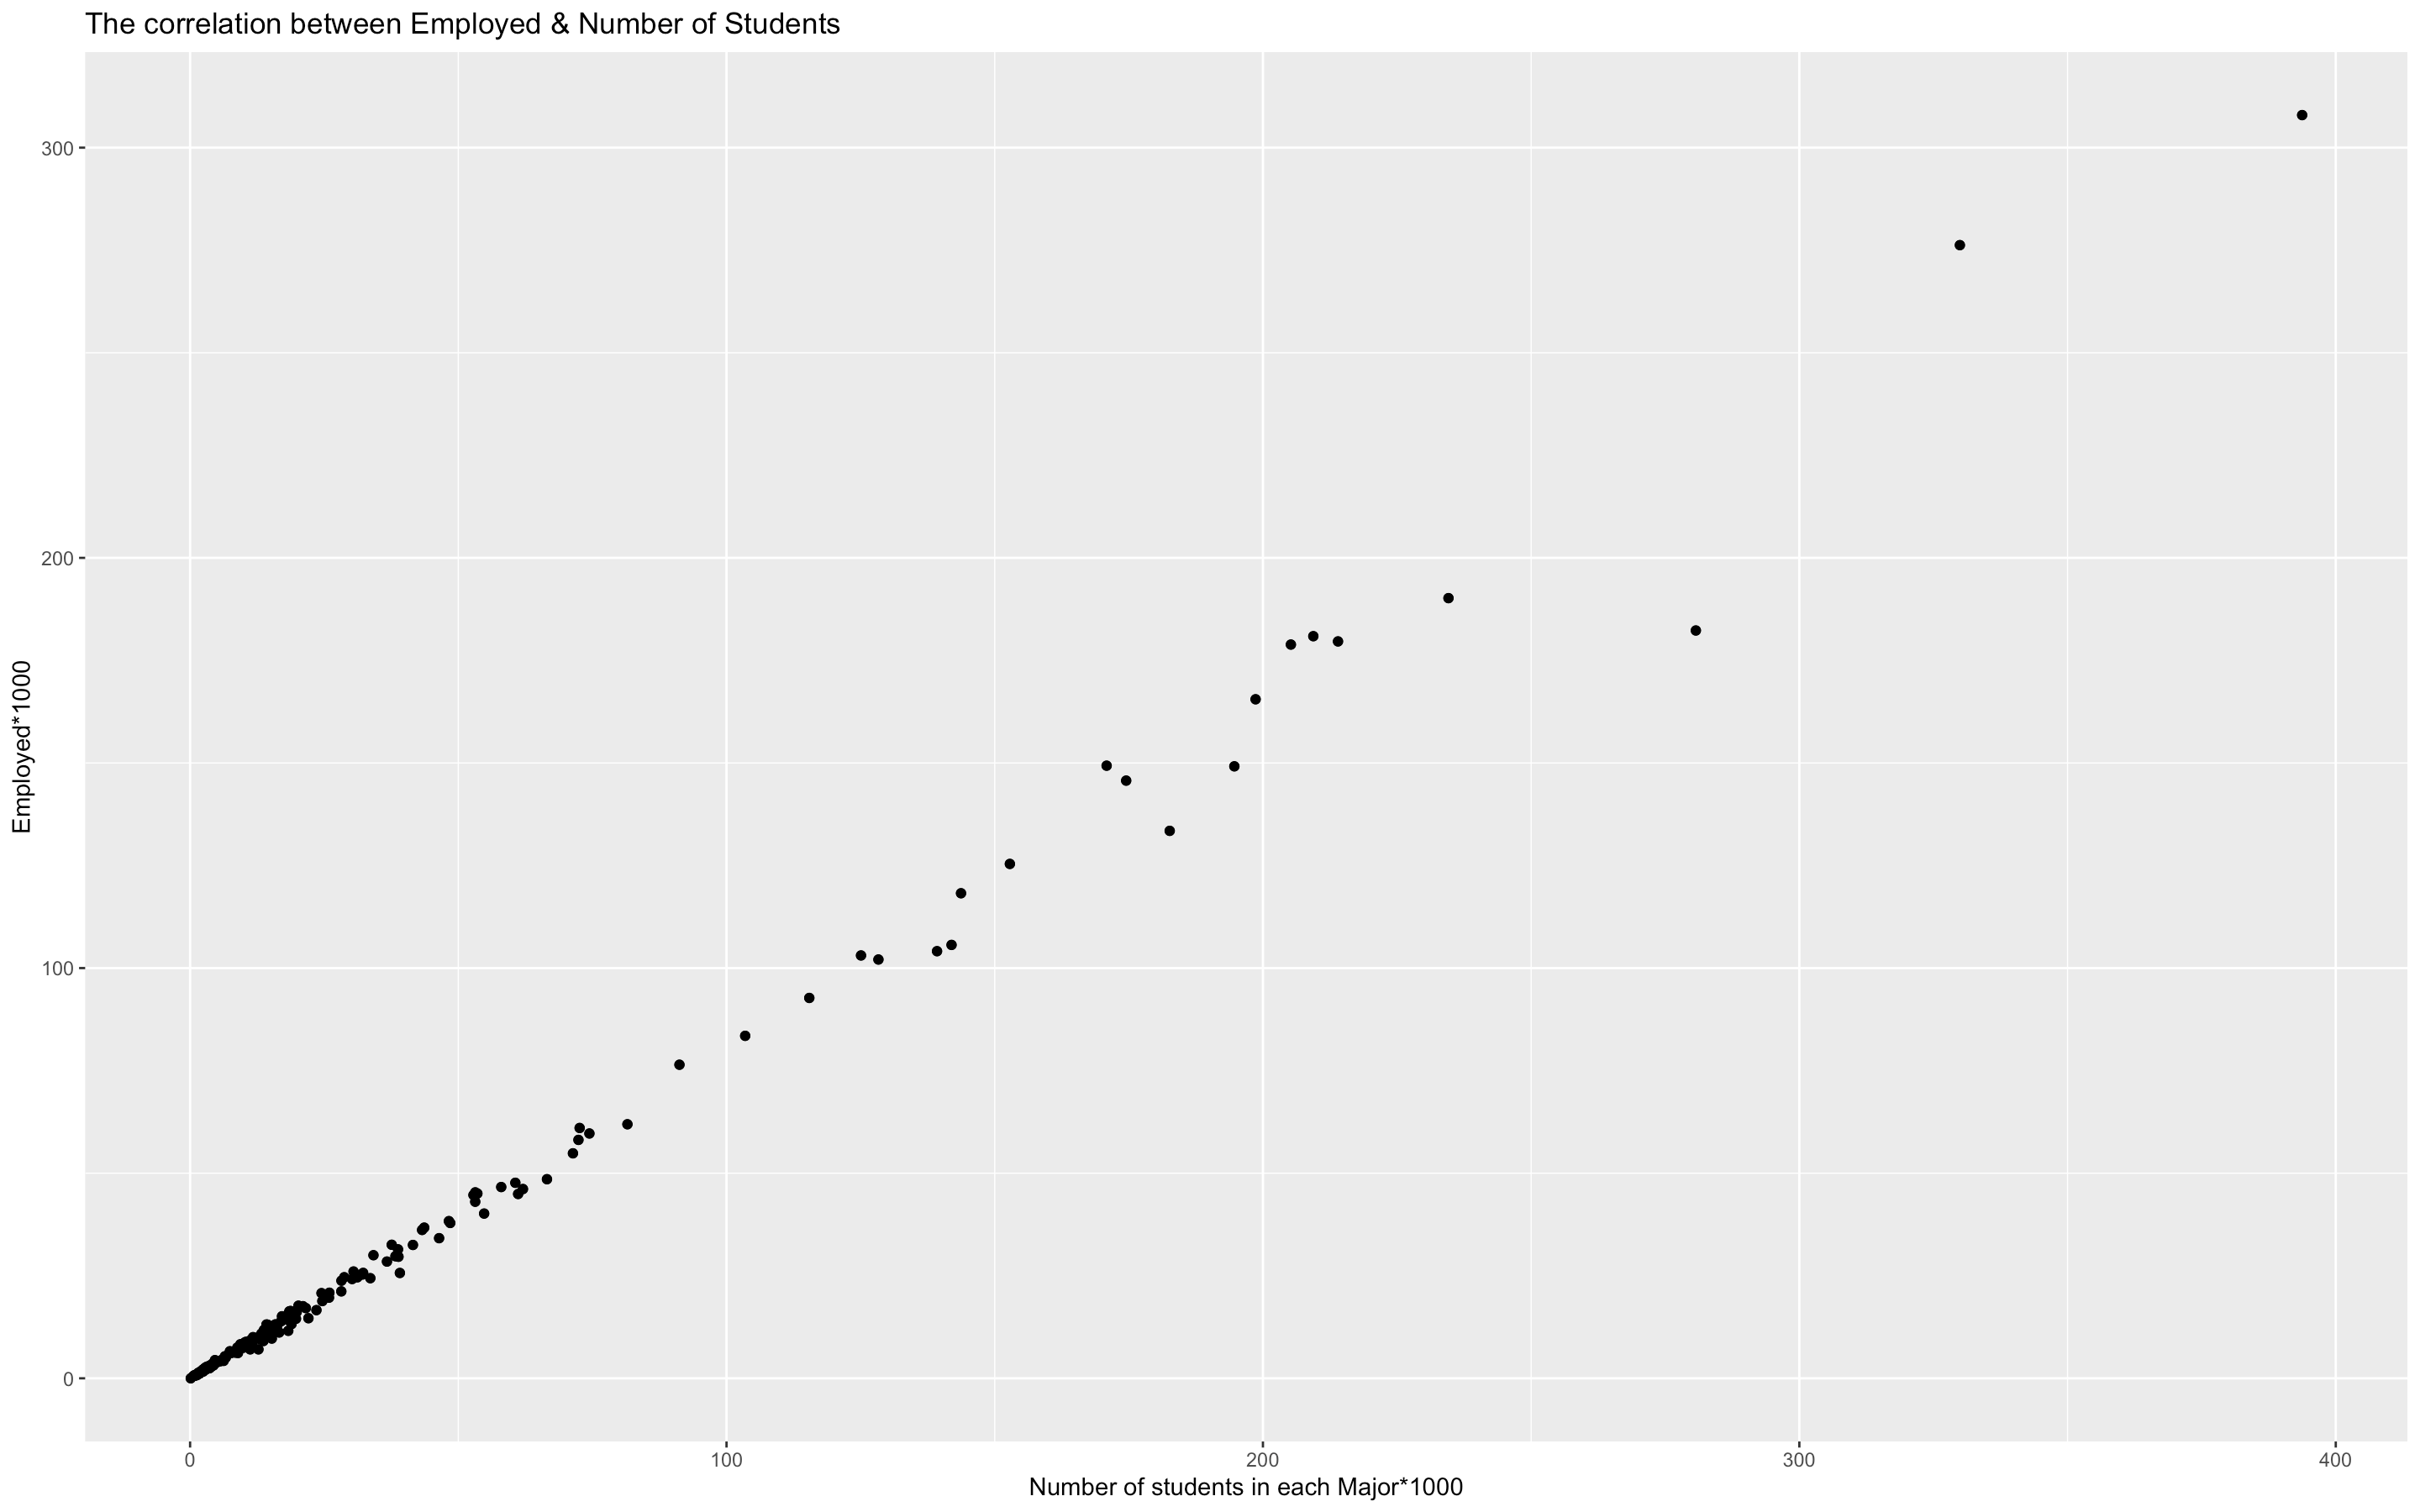 The correlation between Employed & Number of Students
300
200
100
0
Employed*1000
0 100 200 300 400
Number of students in each Major*1000